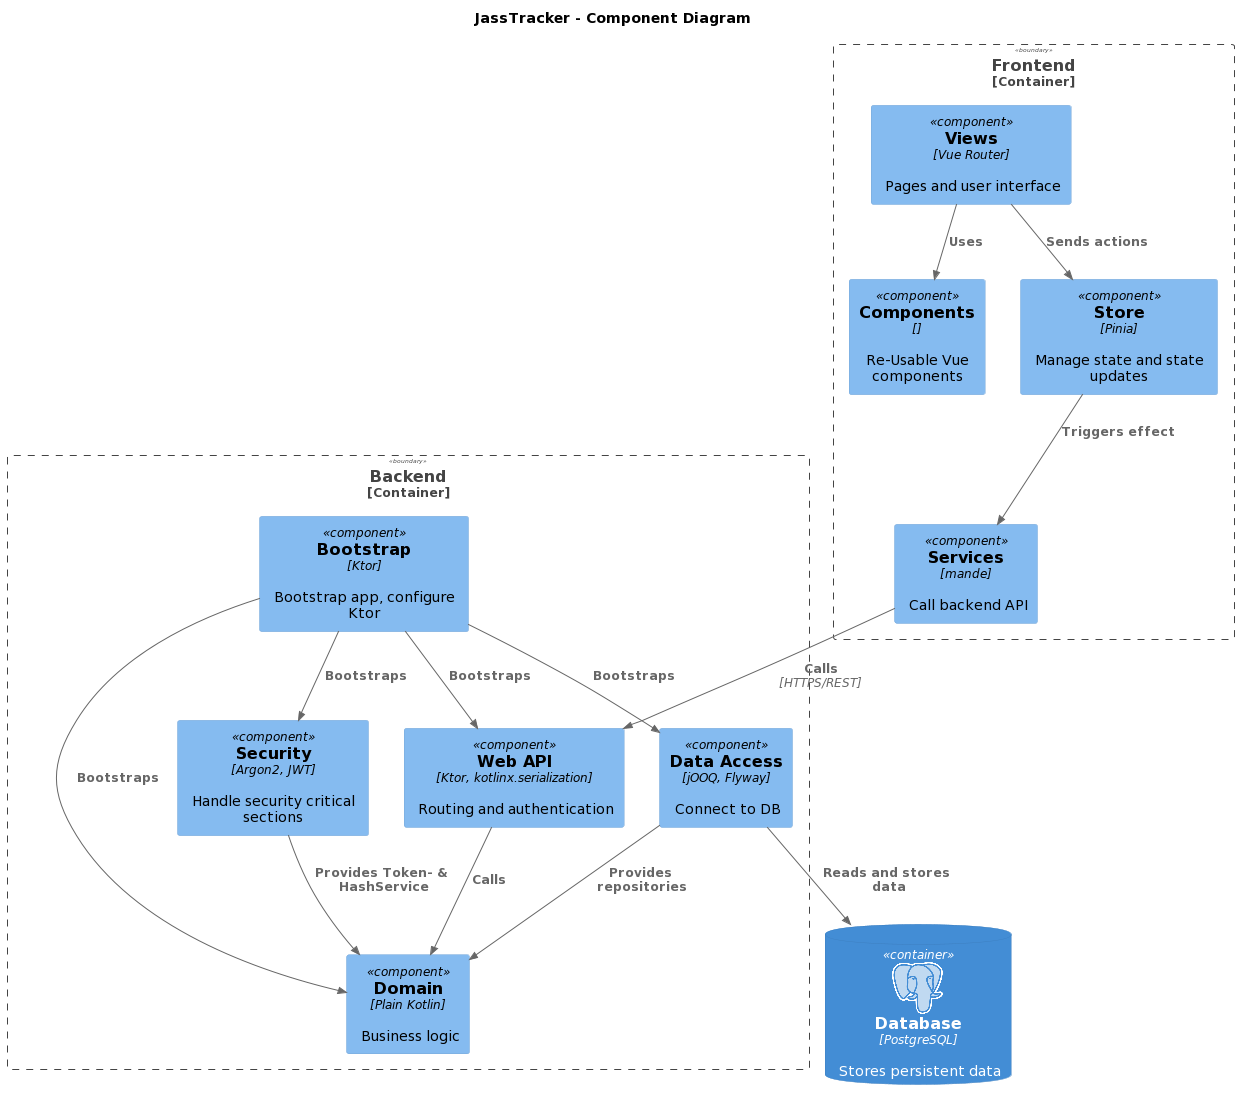 JassTracker - Component Diagram
«boundary»
Frontend
[Container]
«component»
Views
[Vue Router]
Pages and user interface
Uses
Sends actions
«component»
Components
[]
Re-Usable Vue
components
«component»
Store
[Pinia]
Manage state and state
updates
Triggers effect
«component»
Services
[mande]
Call backend API
Calls
[HTTPS/REST]
«boundary»
Backend
[Container]
«component»
Bootstrap
[Ktor]
Bootstrap app, configure
Ktor
Bootstraps
Bootstraps
Bootstraps
Bootstraps
«component»
Security
[Argon2, JWT]
Handle security critical
sections
«component»
Web API
[Ktor, kotlinx.serialization]
Routing and authentication
«component»
Data Access
[jOOQ, Flyway]
Connect to DB
Provides Token- &
HashService
Calls
Provides
repositories
Reads and stores
data
«component»
Domain
[Plain Kotlin]
Business logic
«container»
Database
[PostgreSQL]
Stores persistent data